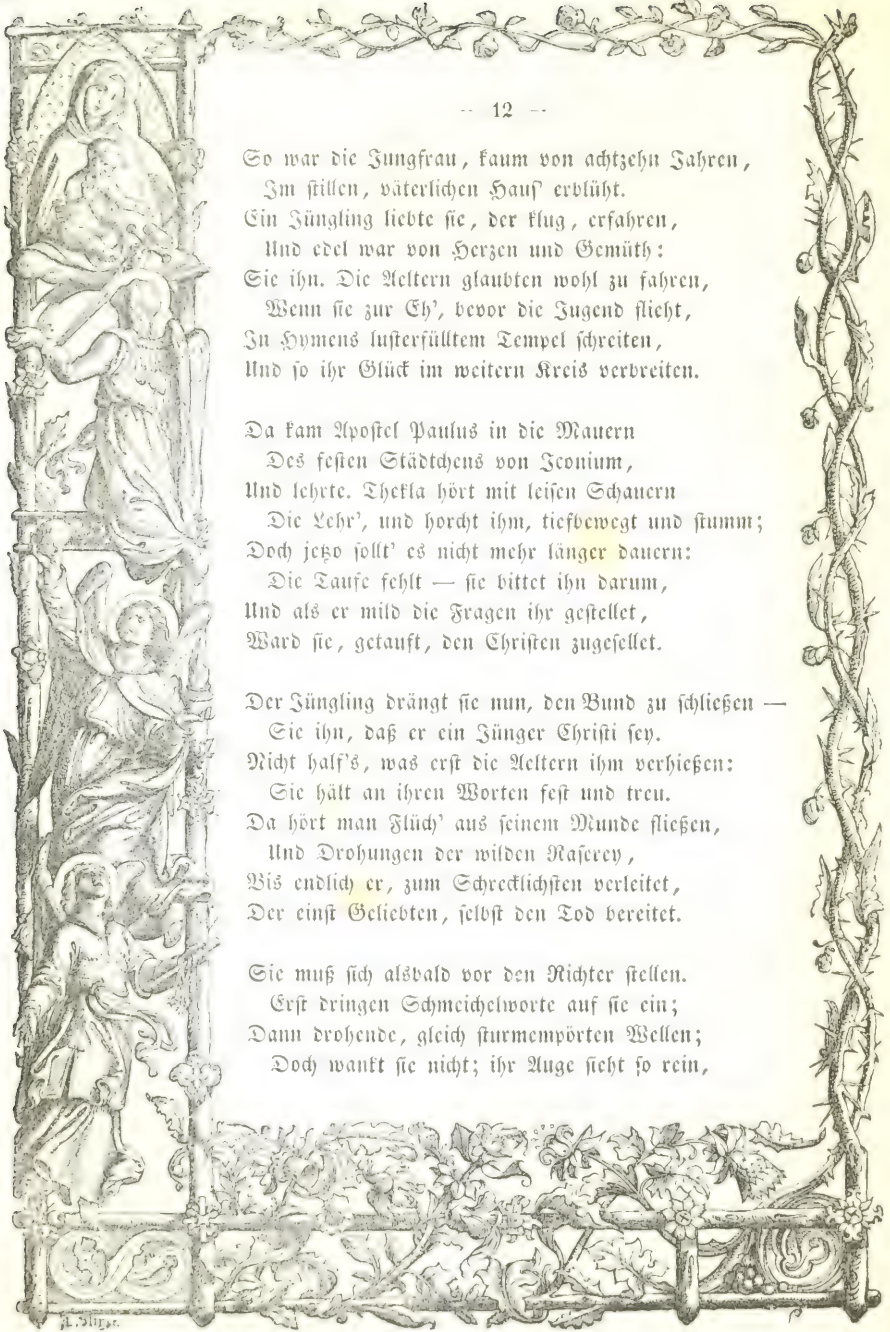 -- 12 --
So war die Jungfrau, kaum von achtzehn Jahren,
Im stillen, väterlichen Haus' erblüht.
Ein Jüngling liebte sie, der klug, erfahren,
Und edel war von Herzen und Gemüth:
Sie ihn. Die Aeltern glaubten wohl zu fahren,
Wenn sie zur Eh', bevor die Jugend flieht,
In Hymens lusterfülltem Tempel schreiten,
Und so ihr Glück im weitern Kreis verbreiten.
Da kam Apostel Paulus in die Mauern
Des festen Städtchens von Iconium,
Und lehrte. Thekla hört mit leisen Schauern
Die Lehr', und horcht ihm, tiefbewegt und stumm;
Doch jetzo sollt' es nicht mehr länger dauern:
Die Taufe fehlt — sie bittet ihn darum,
Und als er mild die Fragen ihr gestellet,
Ward sie, getauft, den Christen zugesellet.
Der Jüngling drängt sie nun, den Bund zu schließen —
Sie ihn, daß er ein Jünger Christi sey.
Nicht half's, was erst die Aeltern ihm verhießen:
Sie hält an ihren Worten fest und treu.
Da hört man Flüch' aus seinem Munde fließen,
Und Drohungen der wilden Raserey,
Bis endlich er, zum Schrecklichsten verleitet,
Der einst Geliebten, selbst den Tod bereitet.
Sie muß sich alsbald vor den Richter stellen.
Erst dringen Schmeichelworte auf sie ein;
Dann drohende, gleich sturmempörten Wellen;
Doch wankt sie nicht; ihr Auge sieht so rein,